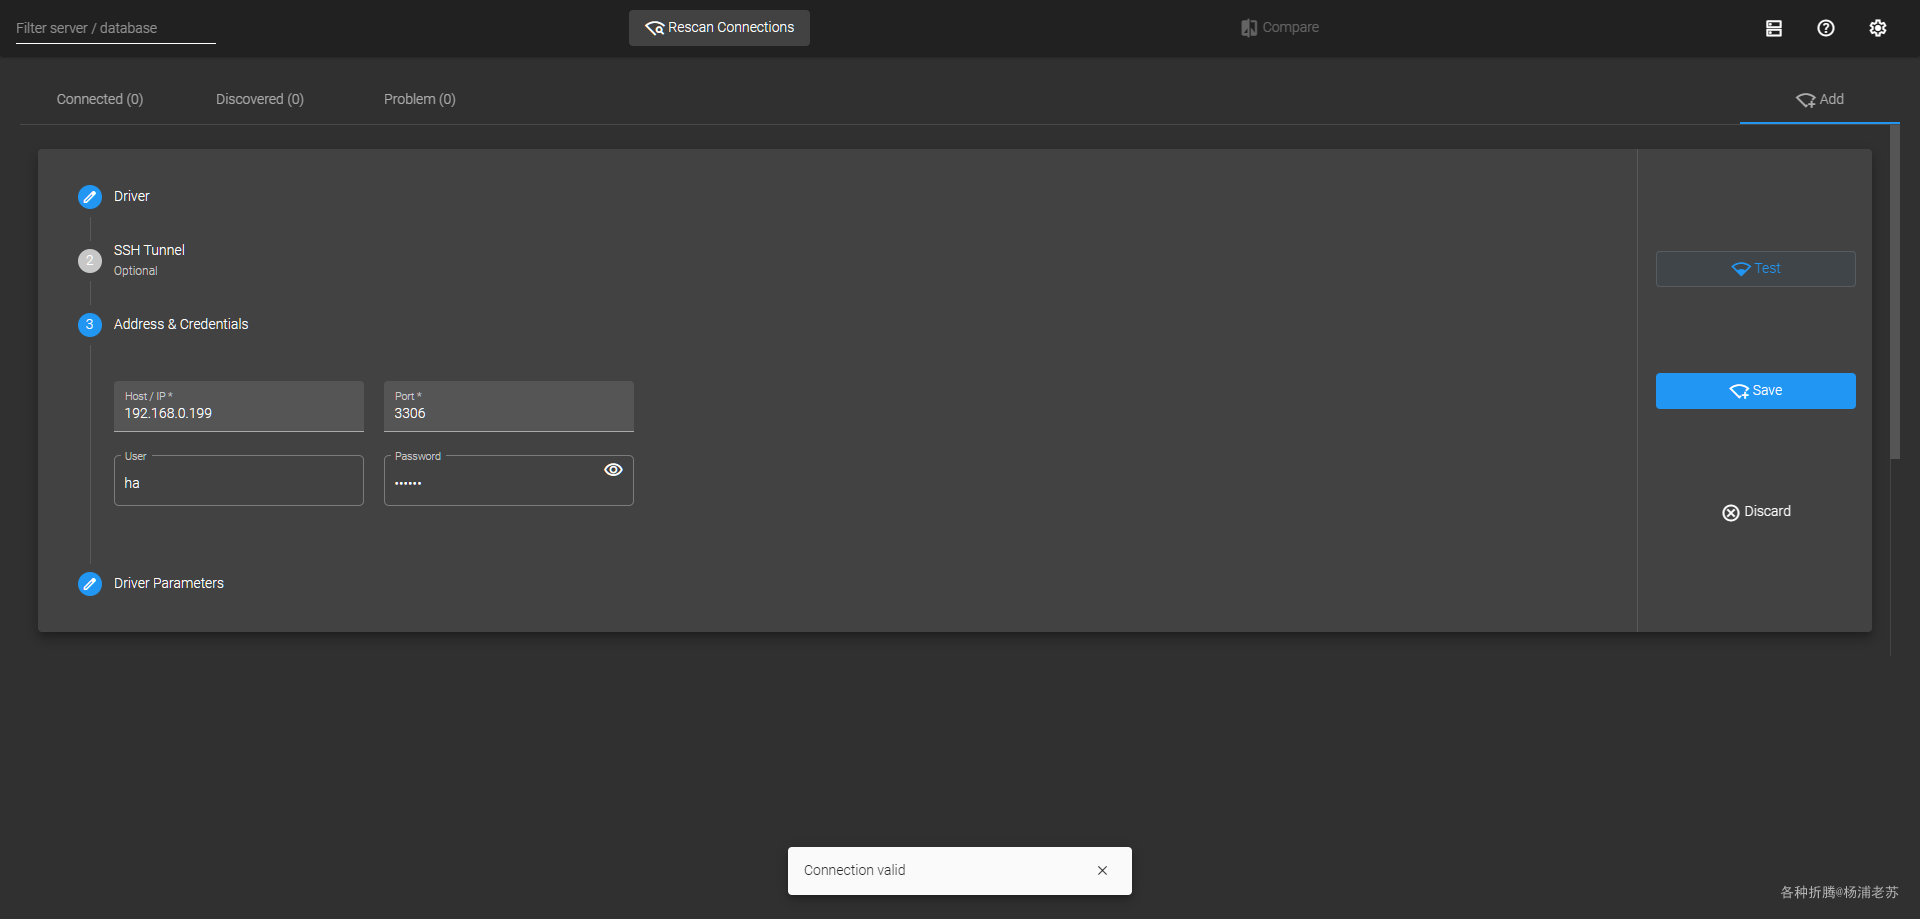 Filter server / database
Rescan Connections
Compare
Connected (0)
Discovered (0)
Problem (0)
Add
Driver
2
SSH Tunnel
Optional
3
Address & Credentials
Host / IP *
192.168.0.199
Port *
3306
User
ha
Password
••••••
Driver Parameters
Test
Save
Discard
Connection valid
各种折腾@杨浦老苏